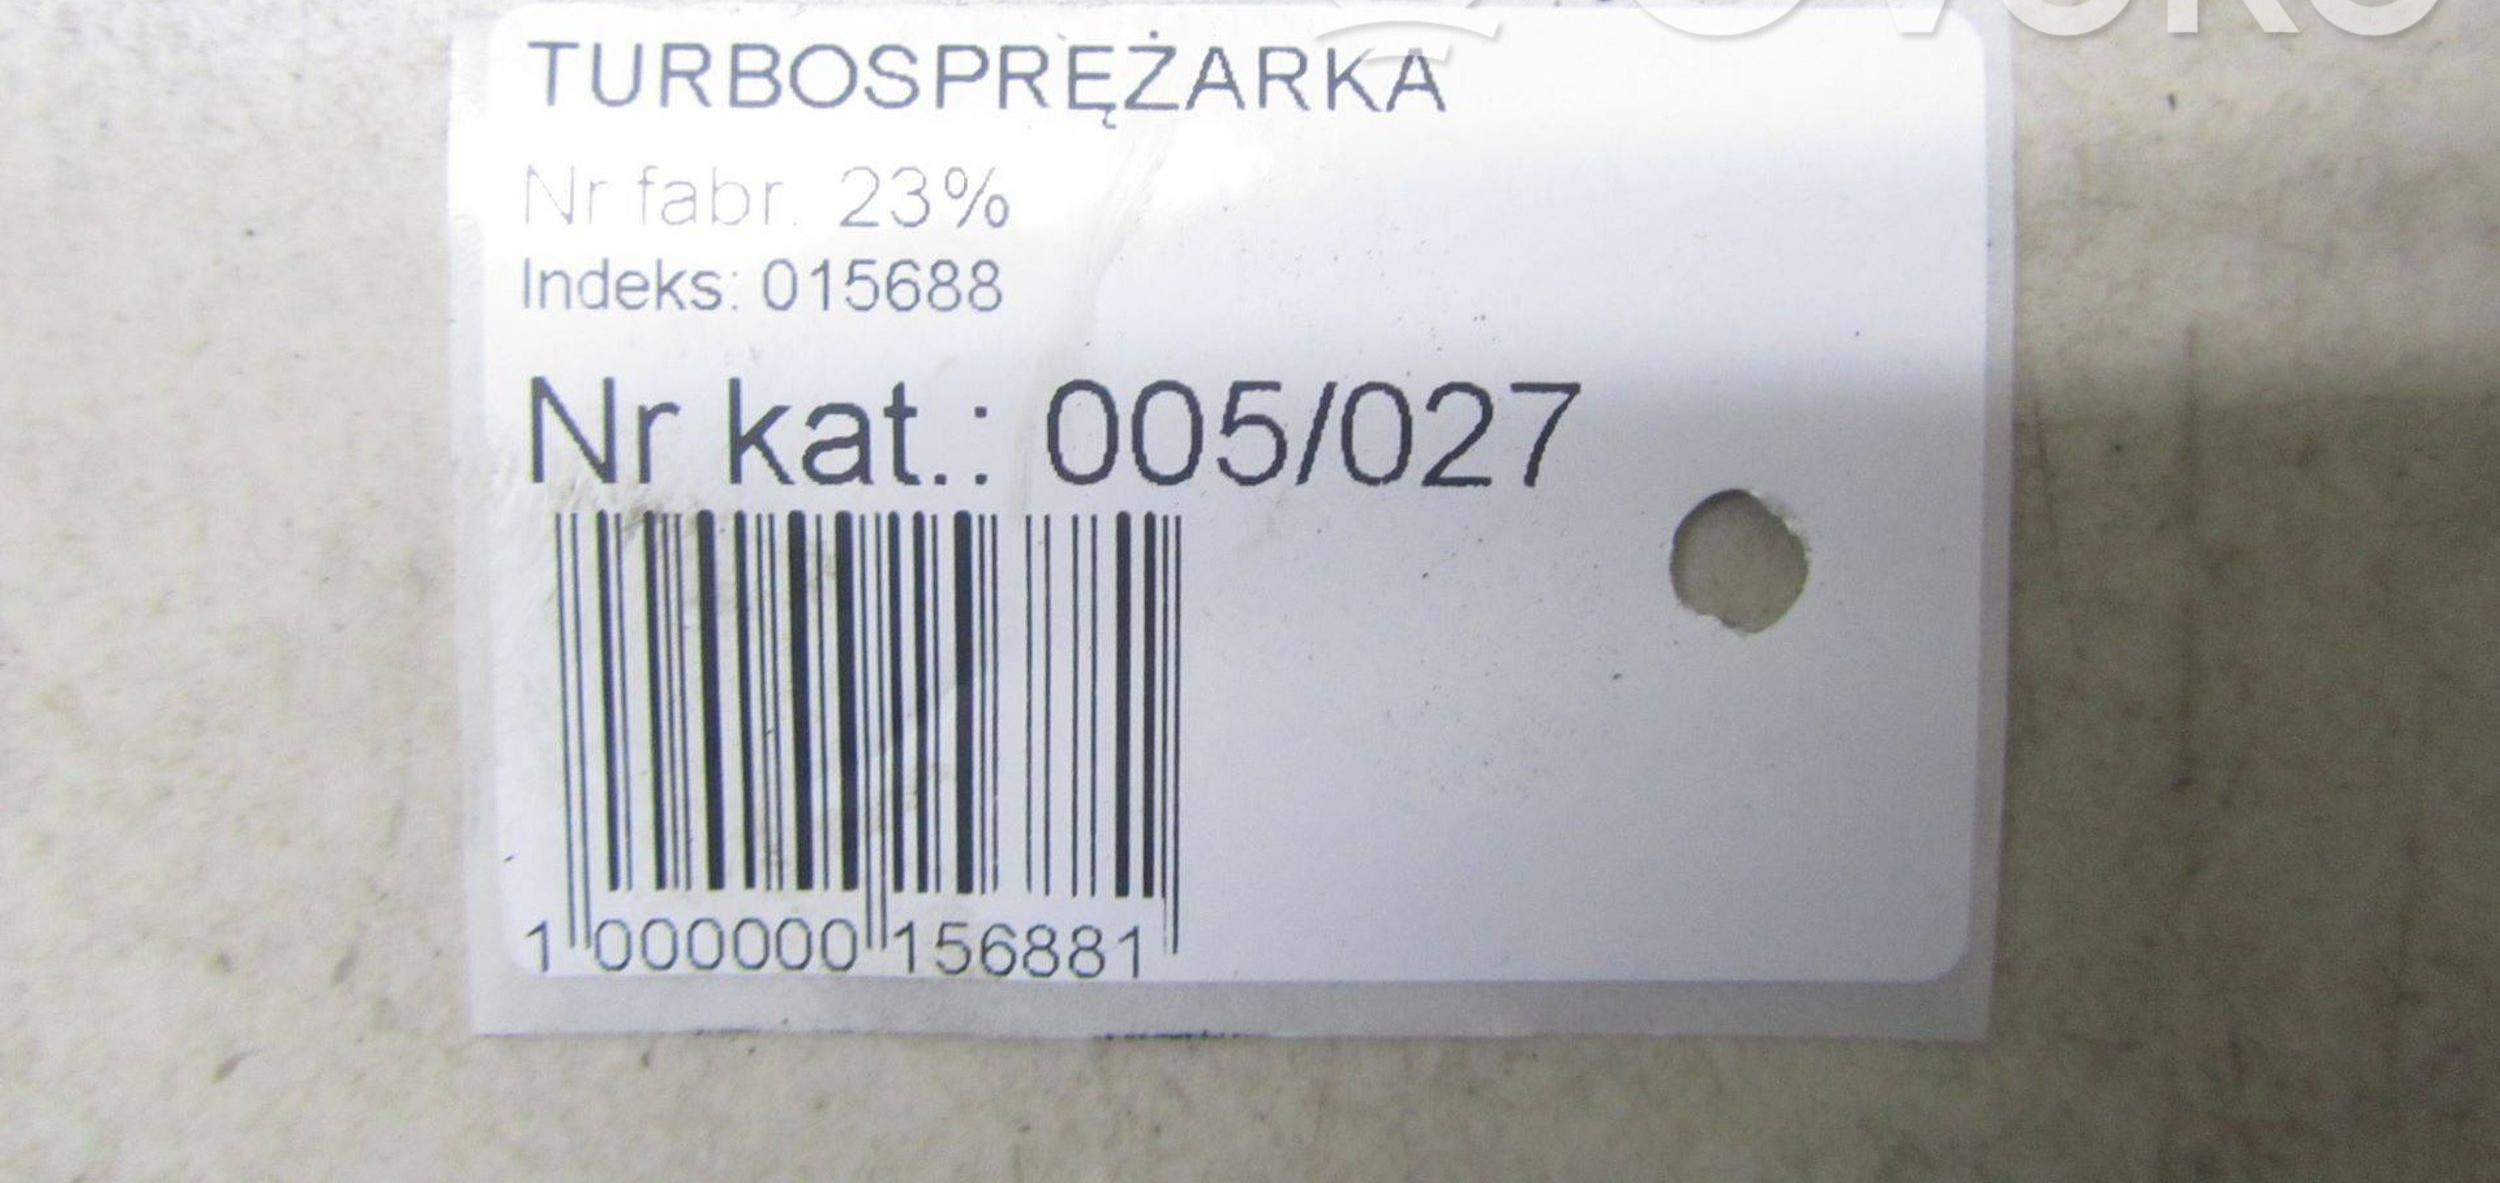 TURBOSPRĘŻARKA
Nr fabr. 23%
Indeks: 015688
Nr kat.: 005/027
1 000000 156881